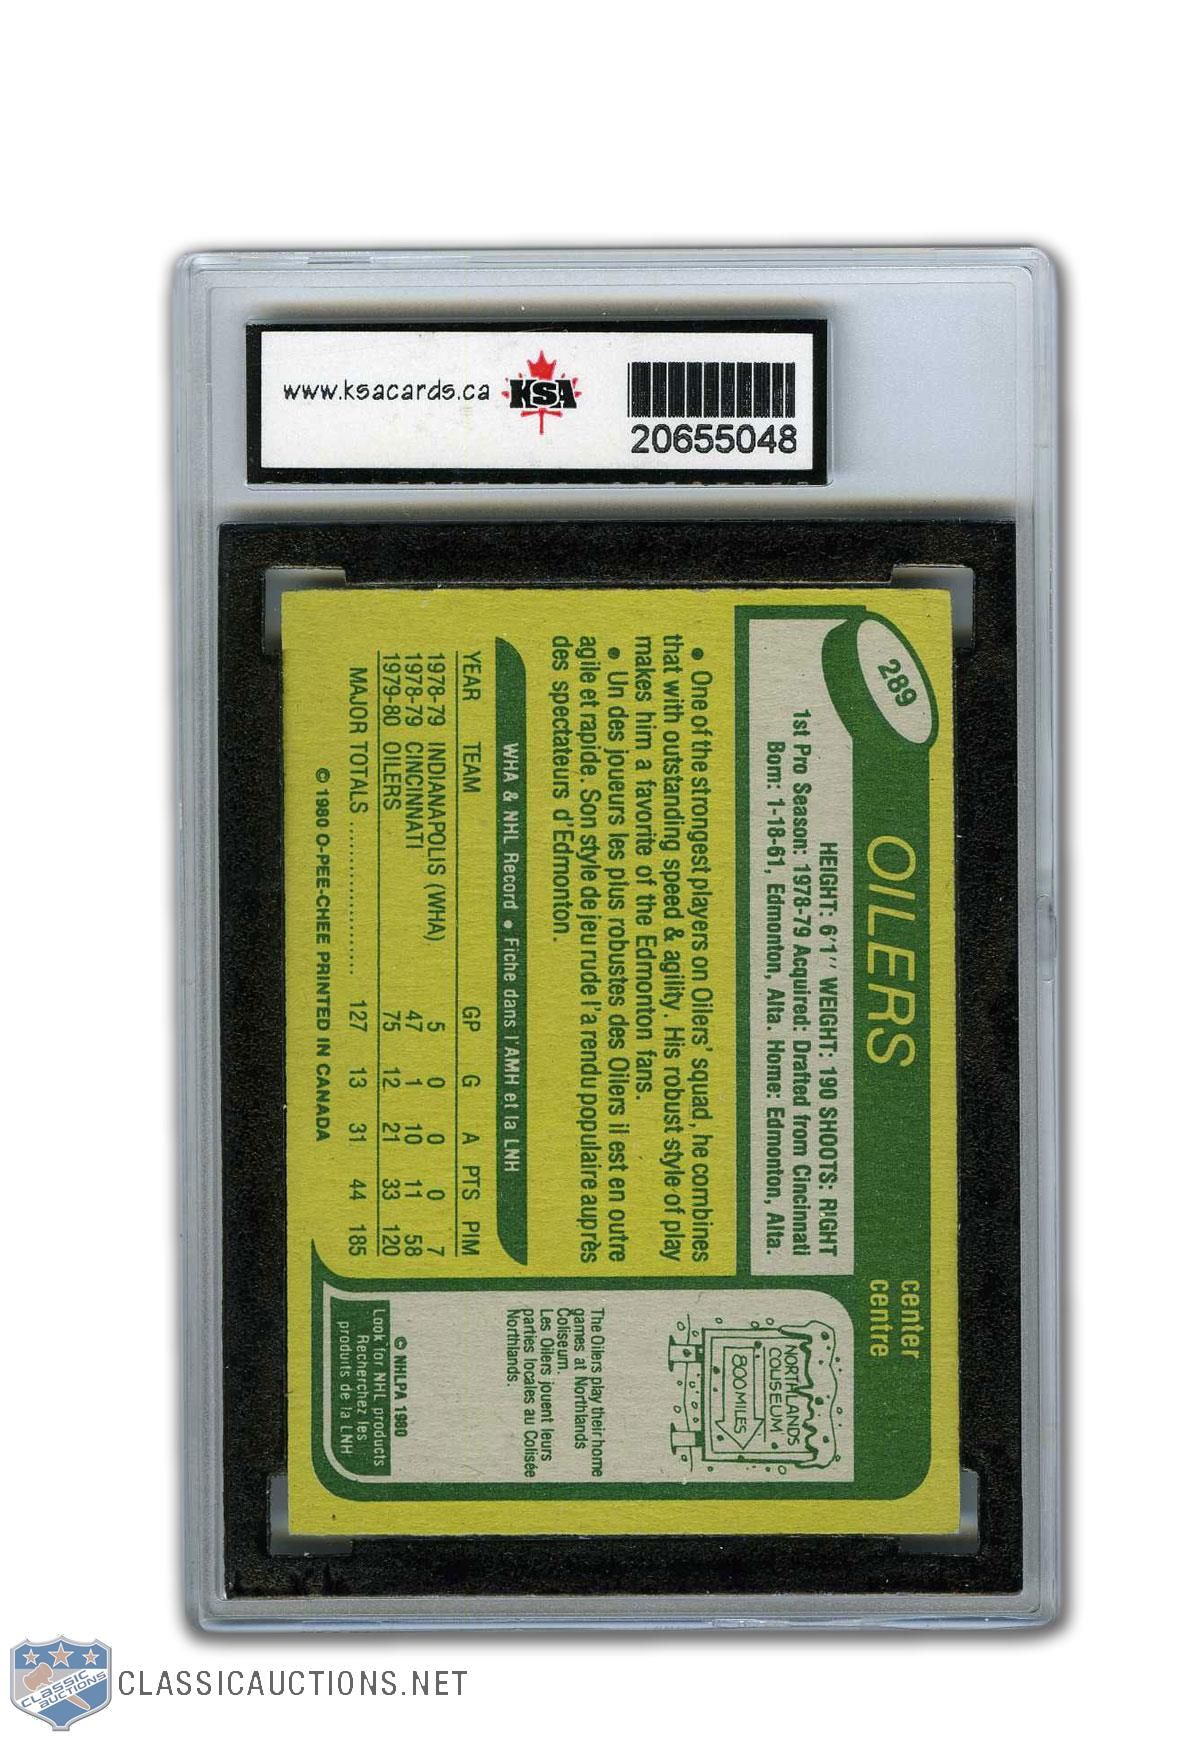 www.ksacards.ca
KSA
20655048
289
OILERS
center
centre
HEIGHT: 6'1" WEIGHT: 190 SHOOTS: RIGHT
1st Pro Season: 1978-79 Acquired: Drafted from Cincinnati
Born: 1-18-61, Edmonton, Alta. Home: Edmonton, Alta.
• One of the strongest players on Oilers' squad, he combines
that with outstanding speed & agility. His robust style of play
makes him a favorite of the Edmonton fans.
• Un des joueurs les plus robustes des Oilers il est en outre
agile et rapide. Son style de jeu rude l'a rendu populaire auprès
des spectateurs d'Edmonton.
WHA & NHL Record • Fiche dans l'AMH et la LNH
YEAR TEAM GP G A PTS PIM
1978-79 INDIANAPOLIS (WHA) 5 0 0 0 7
1978-79 CINCINNATI 47 1 10 11 58
1979-80 OILERS 75 12 21 33 120
MAJOR TOTALS .................... 127 13 31 44 185
© 1980 O-PEE-CHEE PRINTED IN CANADA
NORTHLANDS
COLISEUM
800 MILES
The Oilers play their home
games at Northlands
Coliseum.
Les Oilers jouent leurs
parties locales au Colisée
Northlands.
© NHLPA 1980
Look for NHL products
Recherchez les
produits de la LNH
CLASSIC
AUCTIONS
CLASSICAUCTIONS.NET